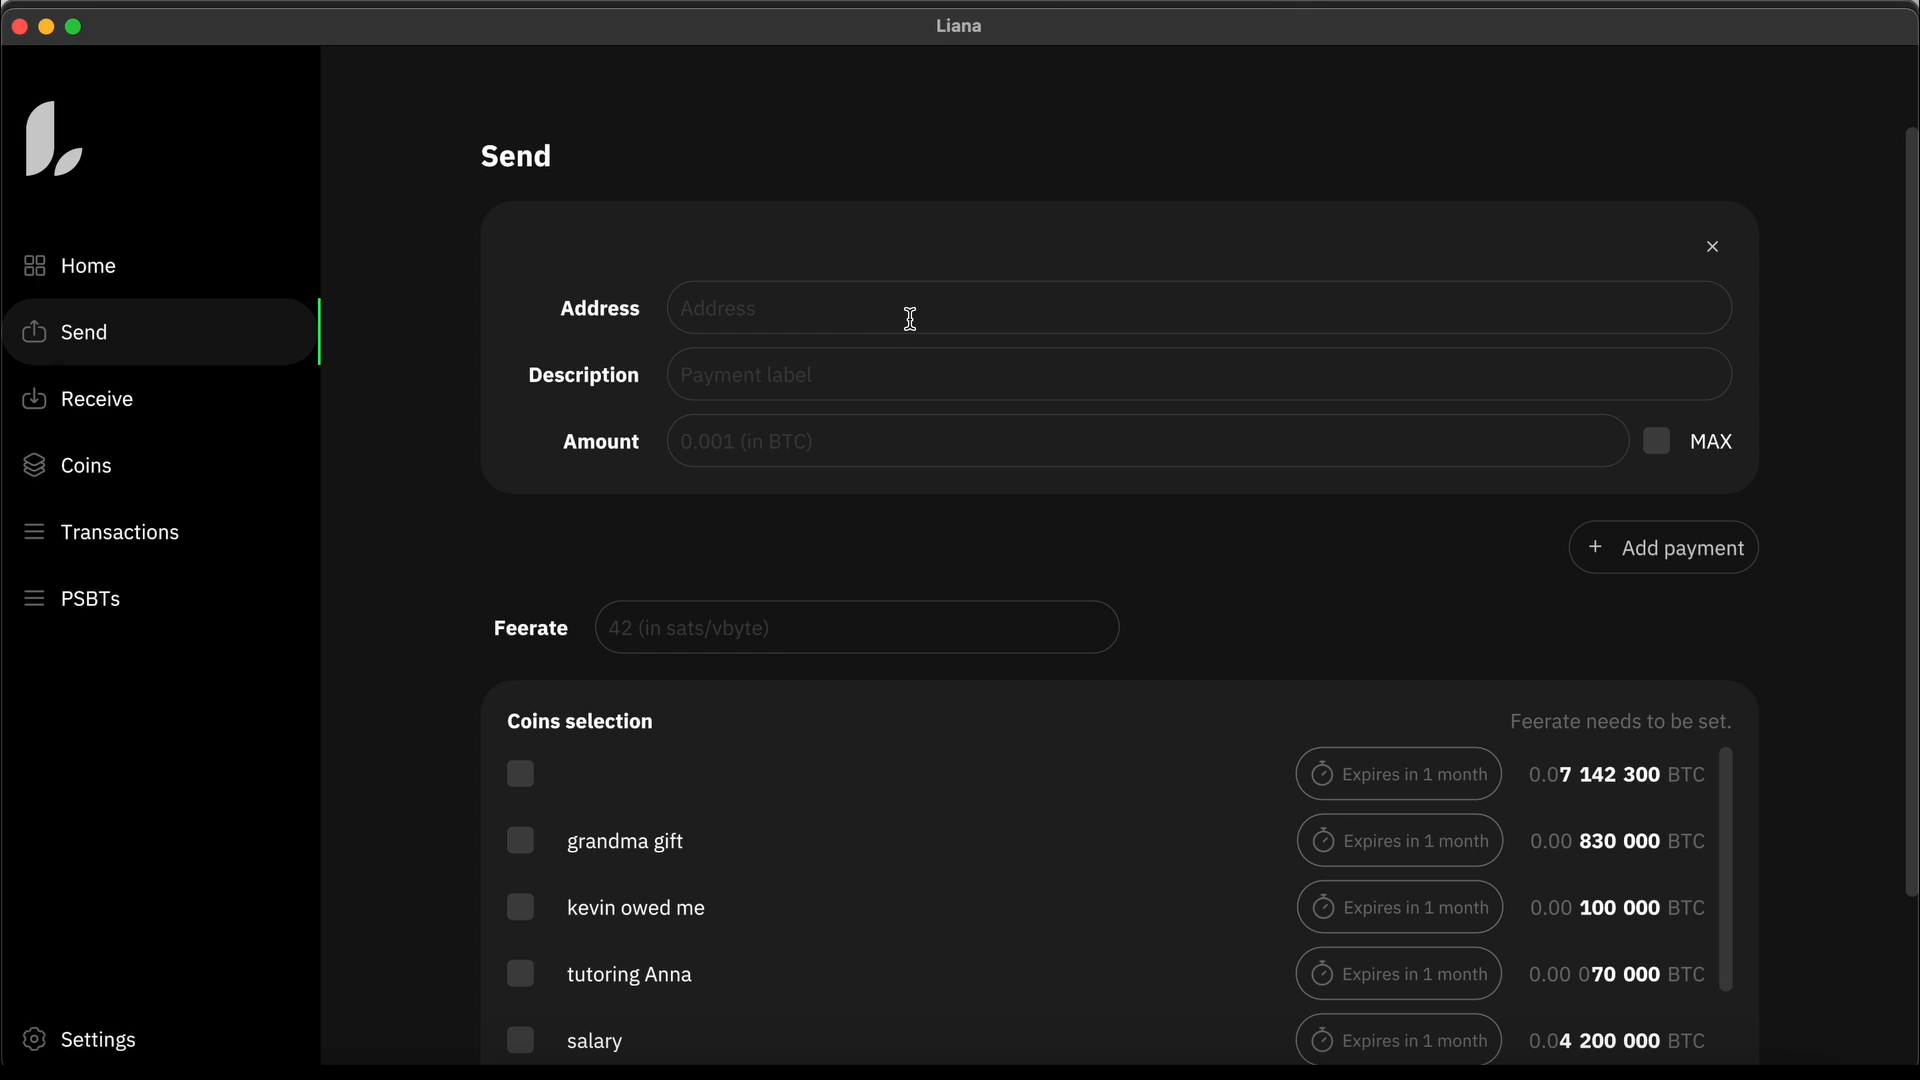 Liana
Home
Send
Receive
Coins
Transactions
PSBTs
Settings
Send
×
Address Address
Description Payment label
Amount 0.001 (in BTC) MAX
+ Add payment
Feerate 42 (in sats/vbyte)
Coins selection Feerate needs to be set.
Expires in 1 month 0.07 142 300 BTC
grandma gift Expires in 1 month 0.00 830 000 BTC
kevin owed me Expires in 1 month 0.00 100 000 BTC
tutoring Anna Expires in 1 month 0.00 070 000 BTC
salary Expires in 1 month 0.04 200 000 BTC